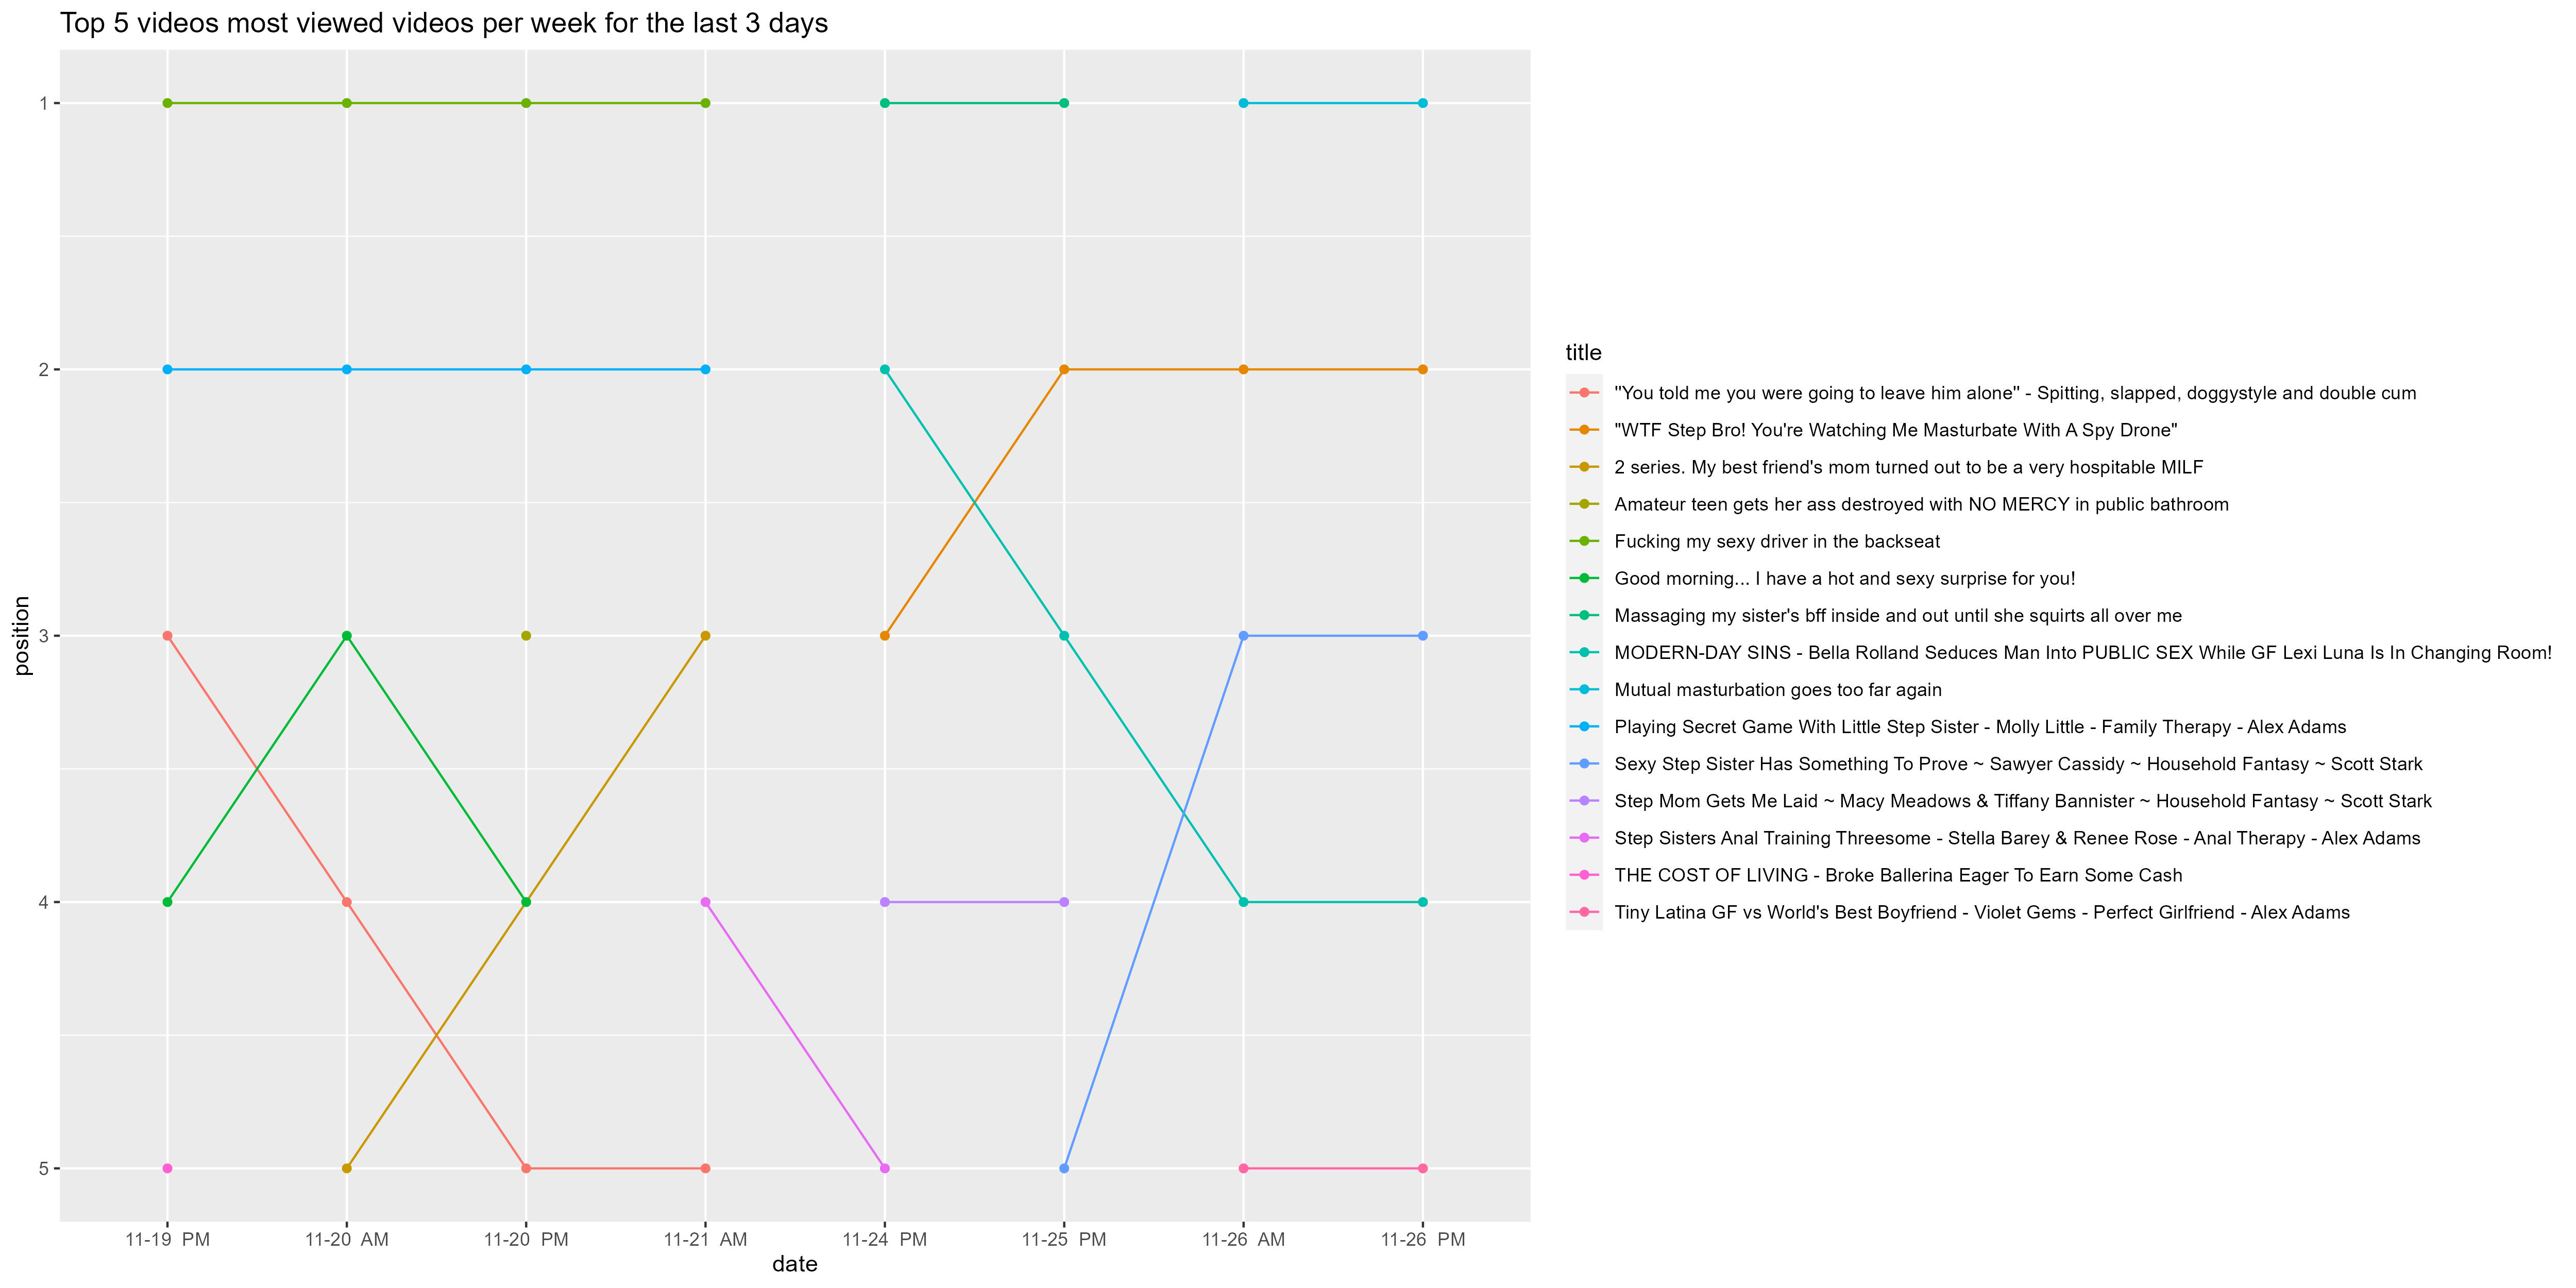 Top 5 videos most viewed videos per week for the last 3 days
position
1
2
3
4
5
11-19 PM
11-20 AM
11-20 PM
11-21 AM
11-24 PM
11-25 PM
11-26 AM
11-26 PM
date
title
"You told me you were going to leave him alone" - Spitting, slapped, doggystyle and double cum
"WTF Step Bro! You're Watching Me Masturbate With A Spy Drone"
2 series. My best friend's mom turned out to be a very hospitable MILF
Amateur teen gets her ass destroyed with NO MERCY in public bathroom
Fucking my sexy driver in the backseat
Good morning... I have a hot and sexy surprise for you!
Massaging my sister's bff inside and out until she squirts all over me
MODERN-DAY SINS - Bella Rolland Seduces Man Into PUBLIC SEX While GF Lexi Luna Is In Changing Room!
Mutual masturbation goes too far again
Playing Secret Game With Little Step Sister - Molly Little - Family Therapy - Alex Adams
Sexy Step Sister Has Something To Prove ~ Sawyer Cassidy ~ Household Fantasy ~ Scott Stark
Step Mom Gets Me Laid ~ Macy Meadows & Tiffany Bannister ~ Household Fantasy ~ Scott Stark
Step Sisters Anal Training Threesome - Stella Barey & Renee Rose - Anal Therapy - Alex Adams
THE COST OF LIVING - Broke Ballerina Eager To Earn Some Cash
Tiny Latina GF vs World's Best Boyfriend - Violet Gems - Perfect Girlfriend - Alex Adams